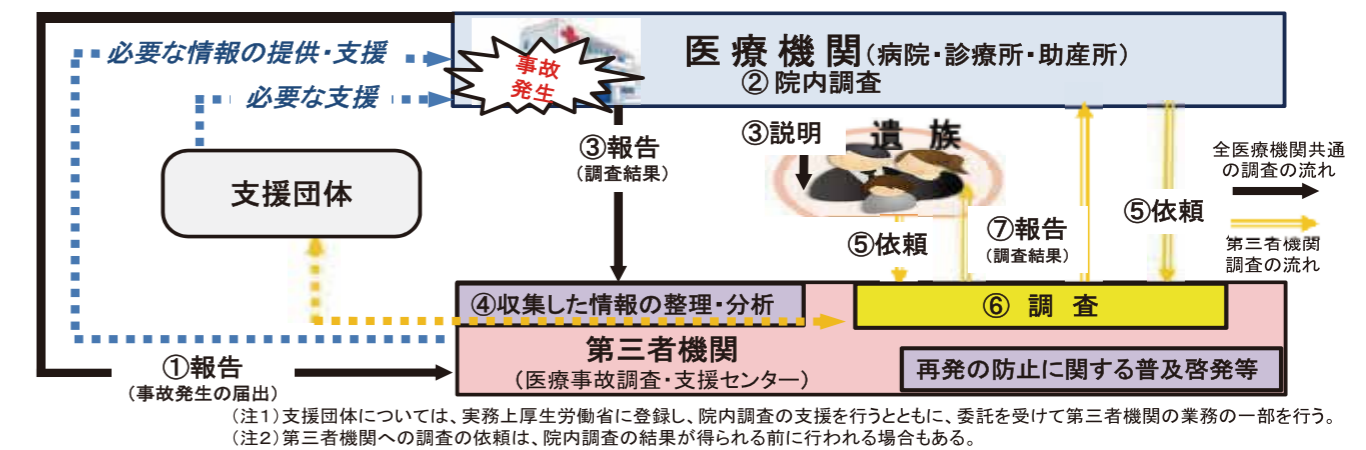 必要な情報の提供・支援
必要な支援
事故
発生
医療機関(病院・診療所・助産所)
②院内調査
③報告
(調査結果)
③説明
遺族
支援団体
⑤依頼
⑦報告
(調査結果)
⑤依頼
全医療機関共通
の調査の流れ
第三者機関
調査の流れ
④収集した情報の整理・分析
⑥調査
第三者機関
(医療事故調査・支援センター)
再発の防止に関する普及啓発等
①報告
(事故発生の届出)
(注1)支援団体については、実務上厚生労働省に登録し、院内調査の支援を行うとともに、委託を受けて第三者機関の業務の一部を行う。
(注2)第三者機関への調査の依頼は、院内調査の結果が得られる前に行われる場合もある。